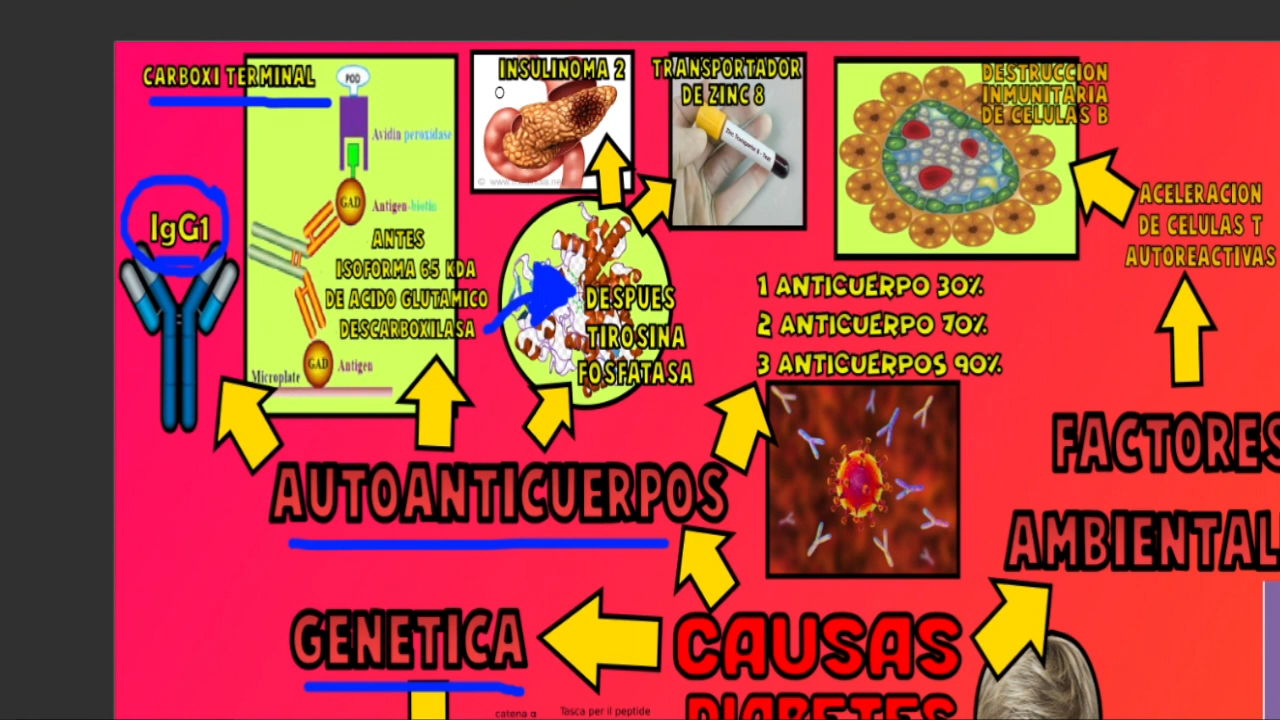 CARBOXI TERMINAL
POD
Avidin peroxidase
GAD
Antigen-biotin
IgG1
ANTES
ISOFORMA 65 KDA
DE ACIDO GLUTAMICO
DESCARBOXILASA
GAD
Antigen
Microplate
INSULINOMA 2
TRANSPORTADOR
DE ZINC 8
DESPUES
TIROSINA
FOSFATASA
DESTRUCCION
INMUNITARIA
DE CELULAS B
ACELERACION
DE CELULAS T
AUTOREACTIVAS
1 ANTICUERPO 30%
2 ANTICUERPO 70%
3 ANTICUERPOS 90%
AUTOANTICUERPOS
FACTORES
AMBIENTAL
GENETICA
CAUSAS
DIABETES
catena α
Tasca per il peptide